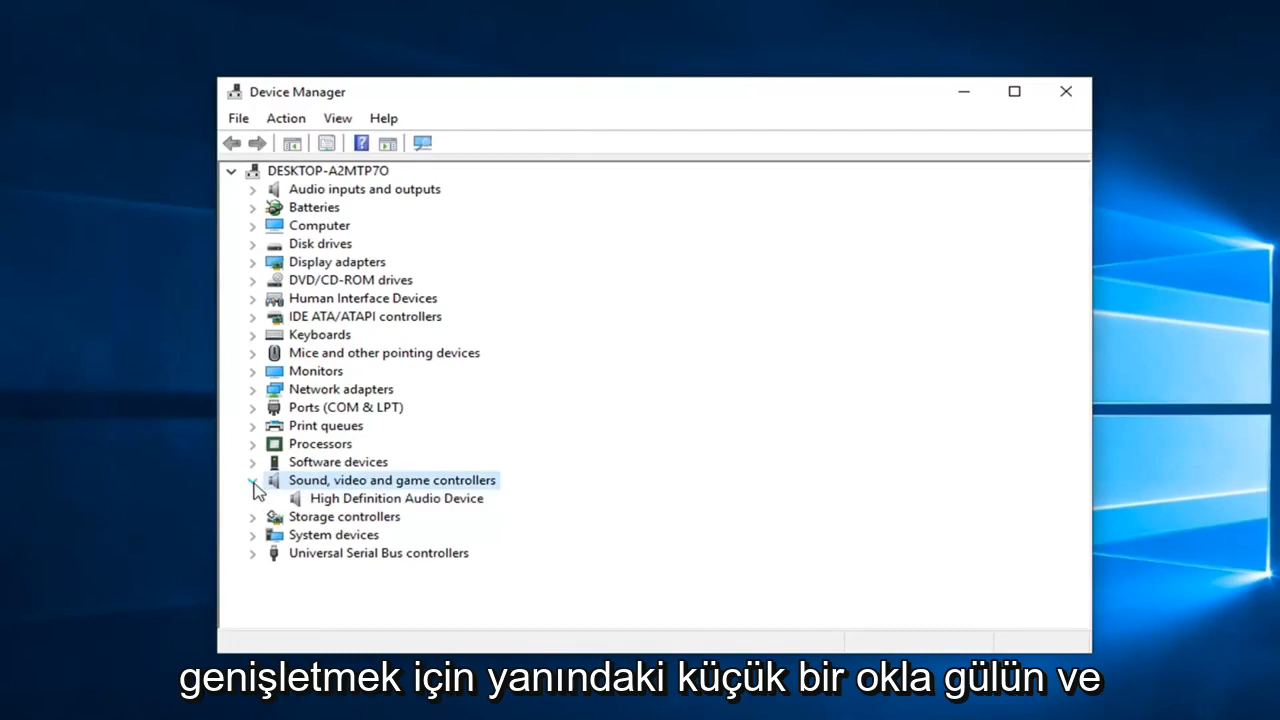 Device Manager
File Action View Help
DESKTOP-A2MTP7O
Audio inputs and outputs
Batteries
Computer
Disk drives
Display adapters
DVD/CD-ROM drives
Human Interface Devices
IDE ATA/ATAPI controllers
Keyboards
Mice and other pointing devices
Monitors
Network adapters
Ports (COM & LPT)
Print queues
Processors
Software devices
Sound, video and game controllers
High Definition Audio Device
Storage controllers
System devices
Universal Serial Bus controllers
genişletmek için yanındaki küçük bir okla gülün ve